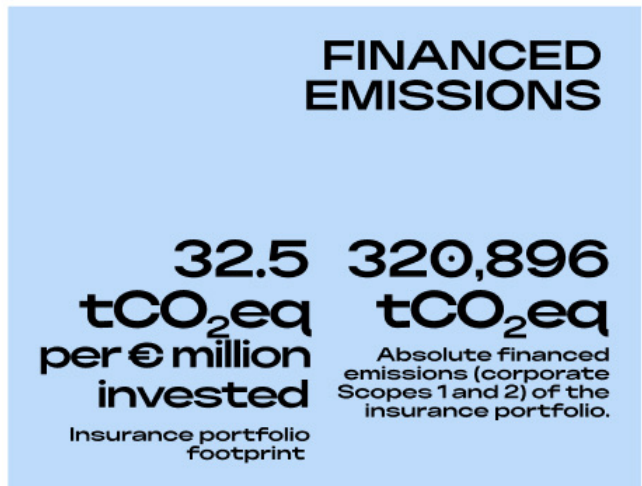 FINANCED
EMISSIONS
32.5
tCO₂eq
per € million
invested
Insurance portfolio
footprint
320,896
tCO₂eq
Absolute financed
emissions (corporate
Scopes 1 and 2) of the
insurance portfolio.